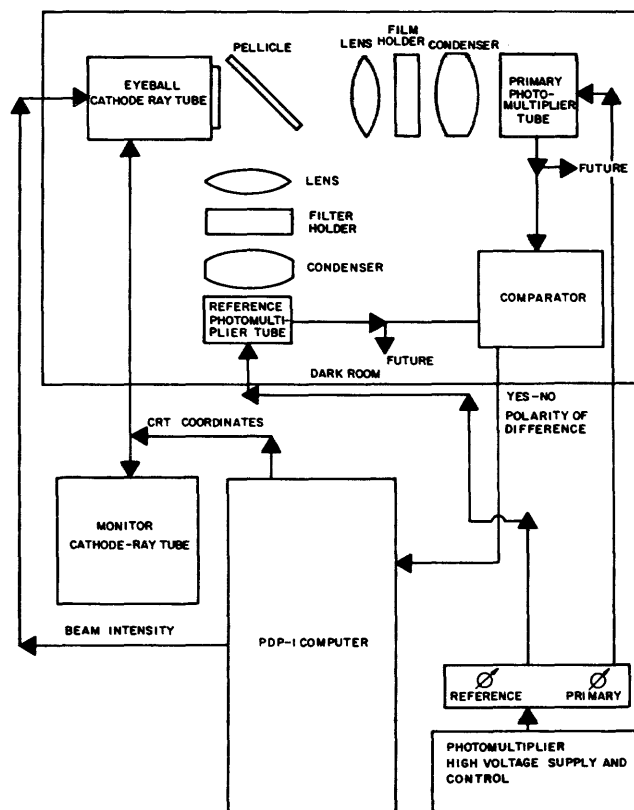 PELLICLE
EYEBALL
CATHODE RAY TUBE
LENS
FILM
HOLDER
CONDENSER
PRIMARY
PHOTO-
MULTIPLIER
TUBE
FUTURE
LENS
FILTER
HOLDER
CONDENSER
REFERENCE
PHOTOMULTI-
PLIER TUBE
COMPARATOR
FUTURE
DARK ROOM
YES-NO
POLARITY OF
DIFFERENCE
CRT COORDINATES
MONITOR
CATHODE-RAY TUBE
BEAM INTENSITY
PDP-1 COMPUTER
REFERENCE
PRIMARY
PHOTOMULTIPLIER
HIGH VOLTAGE SUPPLY AND
CONTROL